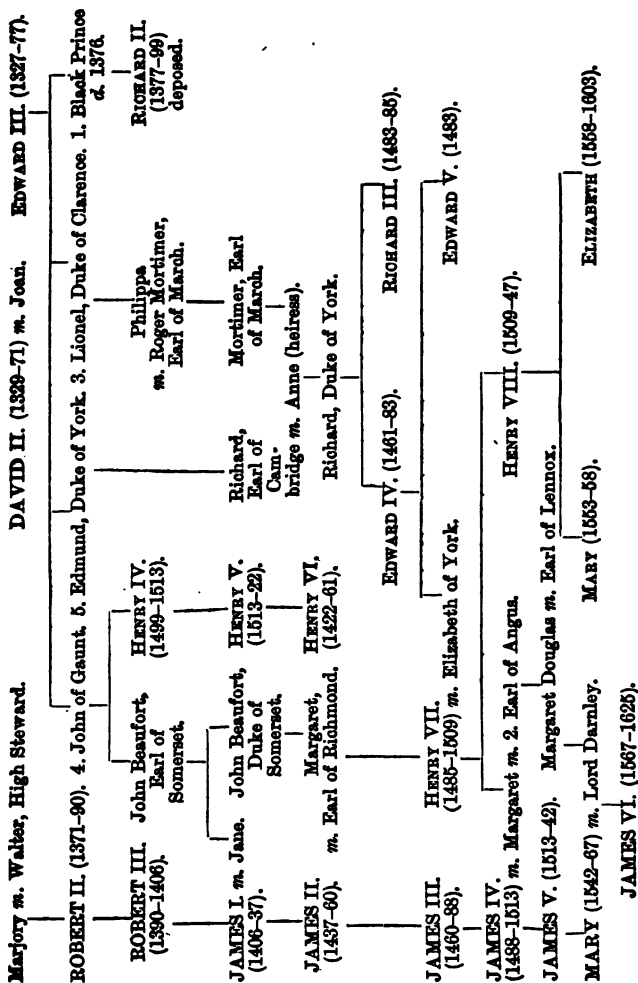 Marjory m. Walter, High Steward. DAVID II. (1329–71) m. Joan. EDWARD III. (1327–77).
ROBERT II. (1371–90) 4. John of Gaunt. 5. Edmund, Duke of York. 3. Lionel, Duke of Clarence. 1. Black Prince
d. 1376.
ROBERT III. John Beaufort, HENRY IV. Philippa RICHARD II.
(1390–1406) Earl of (1499–1513). m. Roger Mortimer, (1377–99)
Somerset. Earl of March. deposed.
JAMES I. m. Jane. John Beaufort, HENRY V. Richard, Mortimer, Earl
(1406–37). Duke of (1513–22) Earl of of March.
Somerset. Cam-
bridge m. Anne (heiress).
JAMES II. Margaret, HENRY VI. Richard, Duke of York.
(1437–60). m. Earl of Richmond. (1422–61).
EDWARD IV. (1461–83) RICHARD III. (1483–85).
JAMES III. HENRY VII. EDWARD V. (1483).
(1460–88). (1485–1509) m. Elizabeth of York.
JAMES IV.
(1488–1513) m. Margaret m. 2. Earl of Angus. HENRY VIII. (1509–47).
JAMES V. (1513–42). Margaret Douglas m. Earl of Lennox.
MARY (1542–67) m. Lord Darnley. MARY (1553–58) ELIZABETH (1558–1603)
JAMES VI. (1567–1625).